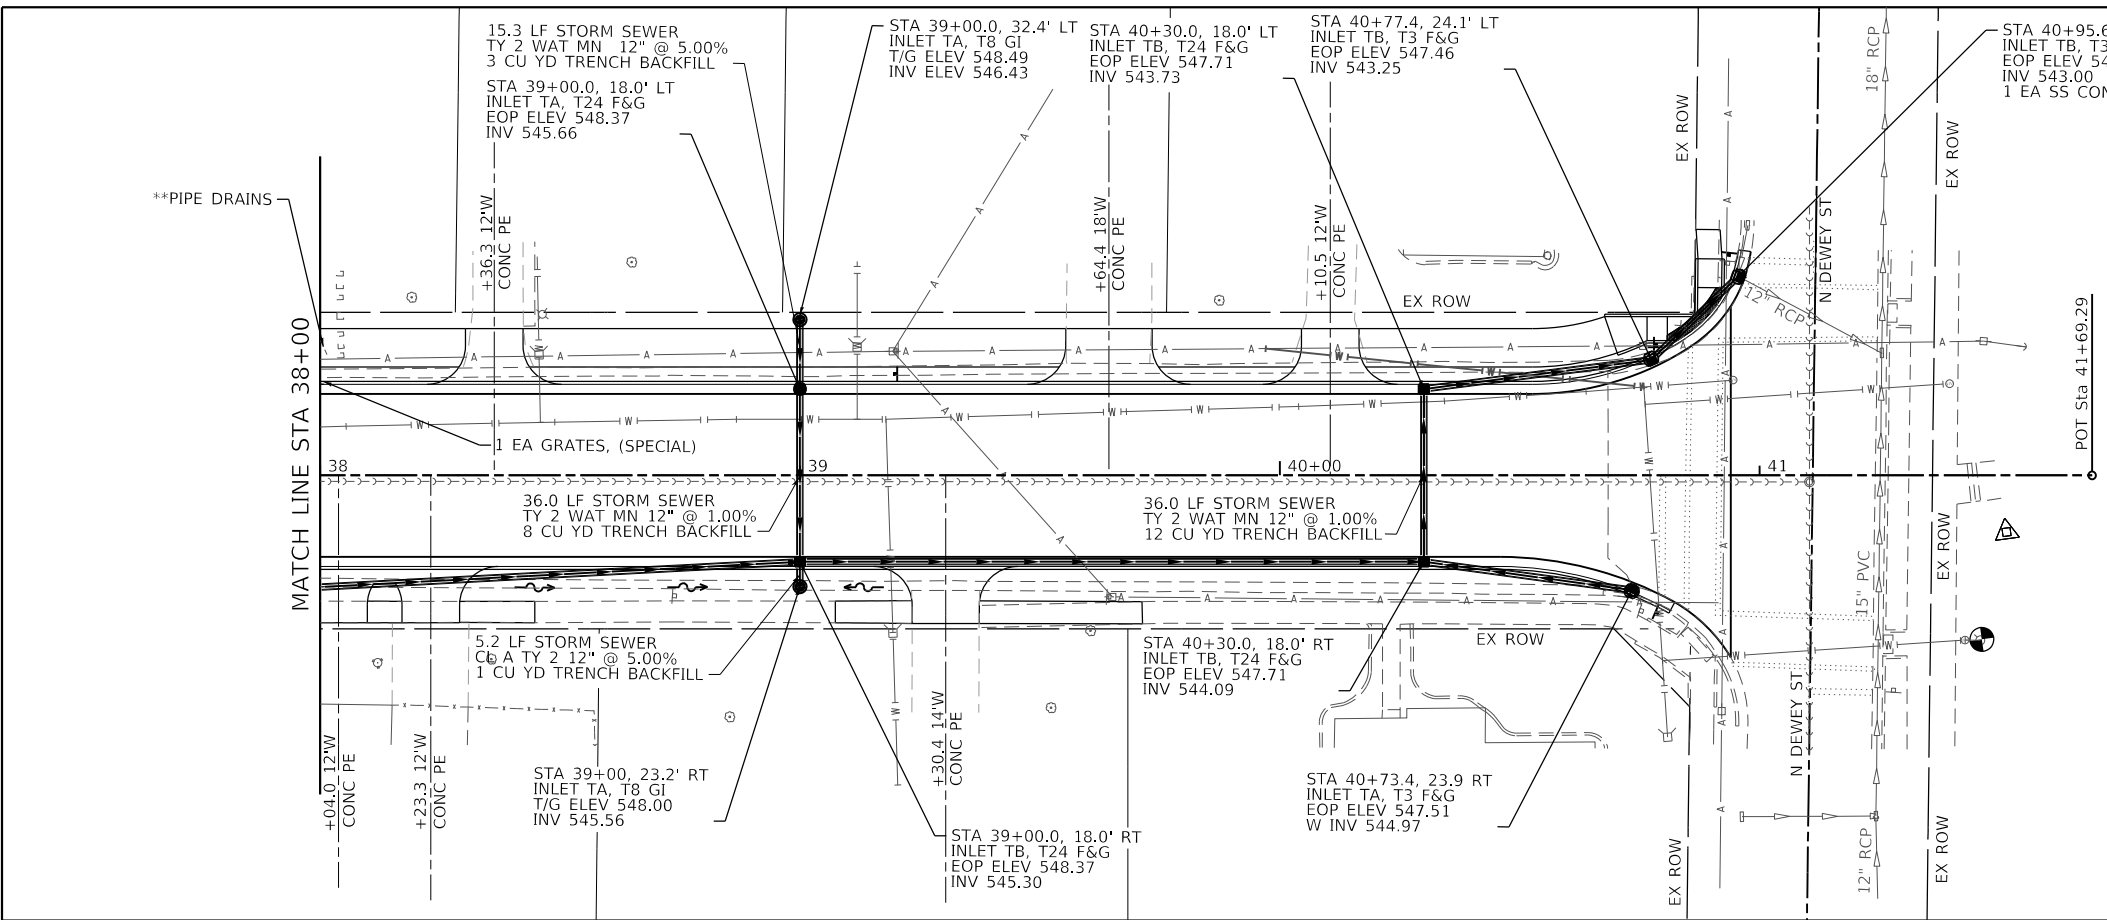 15.3 LF STORM SEWER
TY 2 WAT MN 12" @ 5.00%
3 CU YD TRENCH BACKFILL
STA 39+00.0, 18.0' LT
INLET TA, T24 F&G
EOP ELEV 548.37
INV 545.66
STA 39+00.0, 32.4' LT
INLET TA, T8 GI
T/G ELEV 548.49
INV ELEV 546.43
STA 40+30.0, 18.0' LT
INLET TB, T24 F&G
EOP ELEV 547.71
INV 543.73
STA 40+77.4, 24.1' LT
INLET TB, T3 F&G
EOP ELEV 547.46
INV 543.25
STA 40+95.6
INLET TB, T3
EOP ELEV 54
INV 543.00
1 EA SS CON
**PIPE DRAINS
MATCH LINE STA 38+00
+36.3 12'W
CONC PE
+64.4 18'W
CONC PE
+10.5 12'W
CONC PE
EX ROW
EX ROW
18" RCP
EX ROW
12" RCP
N DEWEY ST
POT Sta 41+69.29
1 EA GRATES, (SPECIAL)
38
39
40+00
41
36.0 LF STORM SEWER
TY 2 WAT MN 12" @ 1.00%
8 CU YD TRENCH BACKFILL
36.0 LF STORM SEWER
TY 2 WAT MN 12" @ 1.00%
12 CU YD TRENCH BACKFILL
5.2 LF STORM SEWER
CL A TY 2 12" @ 5.00%
1 CU YD TRENCH BACKFILL
STA 40+30.0, 18.0' RT
INLET TB, T24 F&G
EOP ELEV 547.71
INV 544.09
EX ROW
15" PVC
EX ROW
N DEWEY ST
+04.0 12'W
CONC PE
+23.3 12'W
CONC PE
+30.4 14'W
CONC PE
STA 39+00, 23.2' RT
INLET TA, T8 GI
T/G ELEV 548.00
INV 545.56
STA 39+00.0, 18.0' RT
INLET TB, T24 F&G
EOP ELEV 548.37
INV 545.30
STA 40+73.4, 23.9 RT
INLET TA, T3 F&G
EOP ELEV 547.51
W INV 544.97
EX ROW
12" RCP
EX ROW